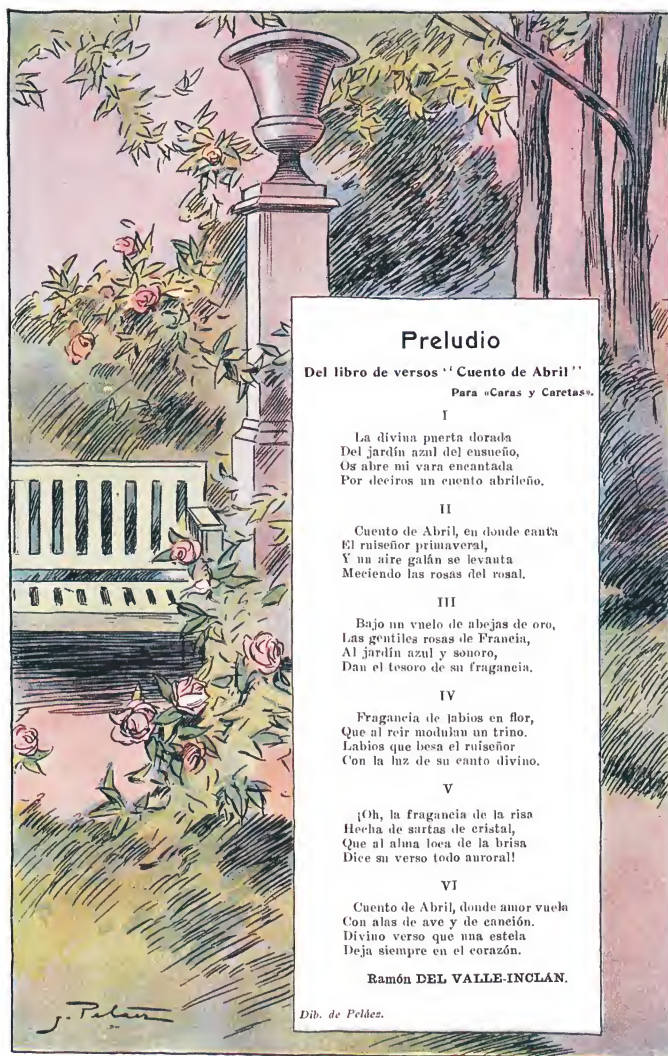 Preludio
Del libro de versos "Cuento de Abril"
Para «Caras y Caretas».
I
La divina puerta dorada
Del jardín azul del ensueño,
Os abre mi vara encantada
Por deciros un cuento abrileño.
II
Cuento de Abril, en donde canta
El ruiseñor primaveral,
Y un aire galán se levanta
Meciendo las rosas del rosal.
III
Bajo un vuelo de abejas de oro,
Las gentiles rosas de Francia,
Al jardín azul y sonoro,
Dan el tesoro de su fragancia.
IV
Fragancia de labios en flor,
Que al reir modulan un trino.
Labios que besa el ruiseñor
Con la luz de su canto divino.
V
¡Oh, la fragancia de la risa
Hecha de sartas de cristal,
Que al alma loca de la brisa
Dice su verso todo auroral!
VI
Cuento de Abril, donde amor vuela
Con alas de ave y de canción.
Divino verso que una estela
Deja siempre en el corazón.
Ramón DEL VALLE-INCLÁN.
Dib. de Peláez.
J. Peláez